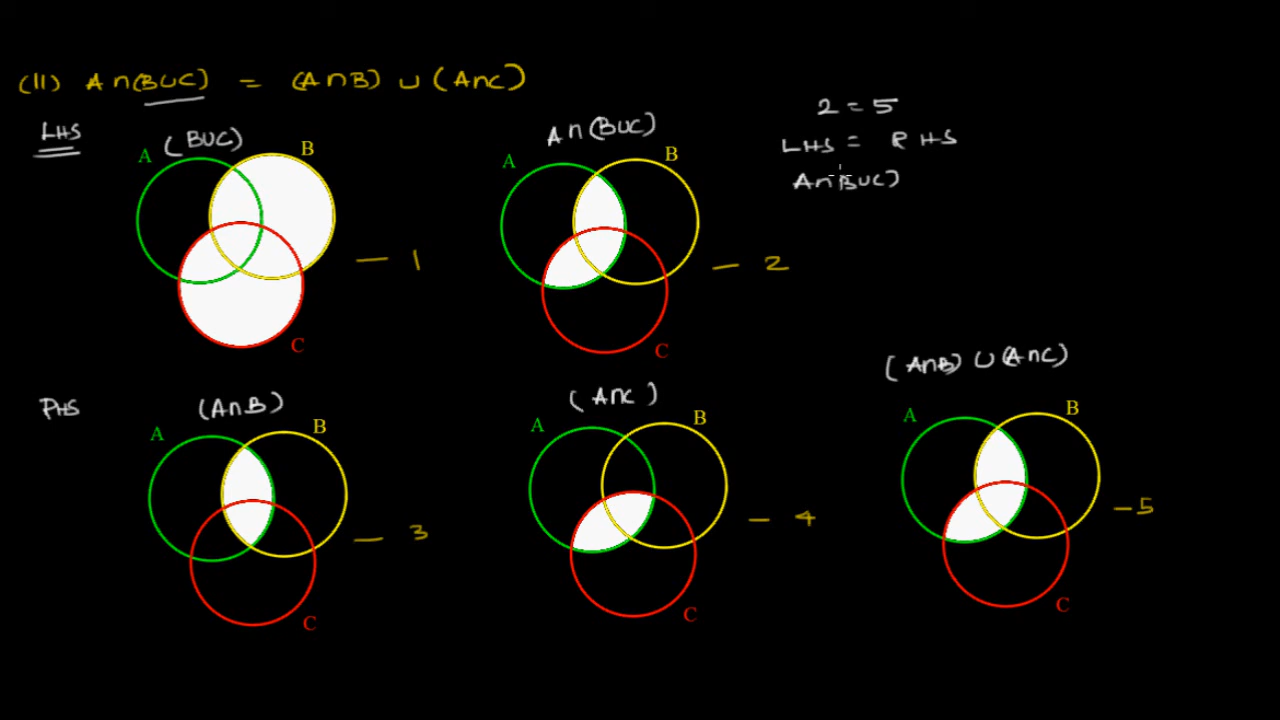 (II) A∩(B∪C) = (A∩B) ∪ (A∩C)
LHS
(B∪C)
A
B
C
— 1
A∩(B∪C)
A
B
C
— 2
2 = 5
LHS = RHS
A∩(B∪C)
RHS
(A∩B)
A
B
C
— 3
(A∩C)
A
B
C
— 4
(A∩B) ∪ (A∩C)
A
B
C
— 5